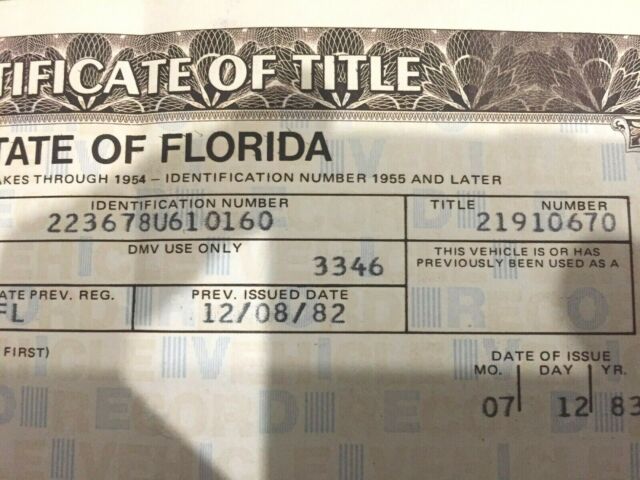 TIFICATE OF TITLE
TATE OF FLORIDA
AKES THROUGH 1954 – IDENTIFICATION NUMBER 1955 AND LATER
IDENTIFICATION NUMBER
223678U610160
TITLE NUMBER
21910670
DMV USE ONLY
3346
THIS VEHICLE IS OR HAS
PREVIOUSLY BEEN USED AS A
ATE PREV. REG.
FL
PREV. ISSUED DATE
12/08/82
FIRST)
DATE OF ISSUE
MO. DAY YR.
07 12 83